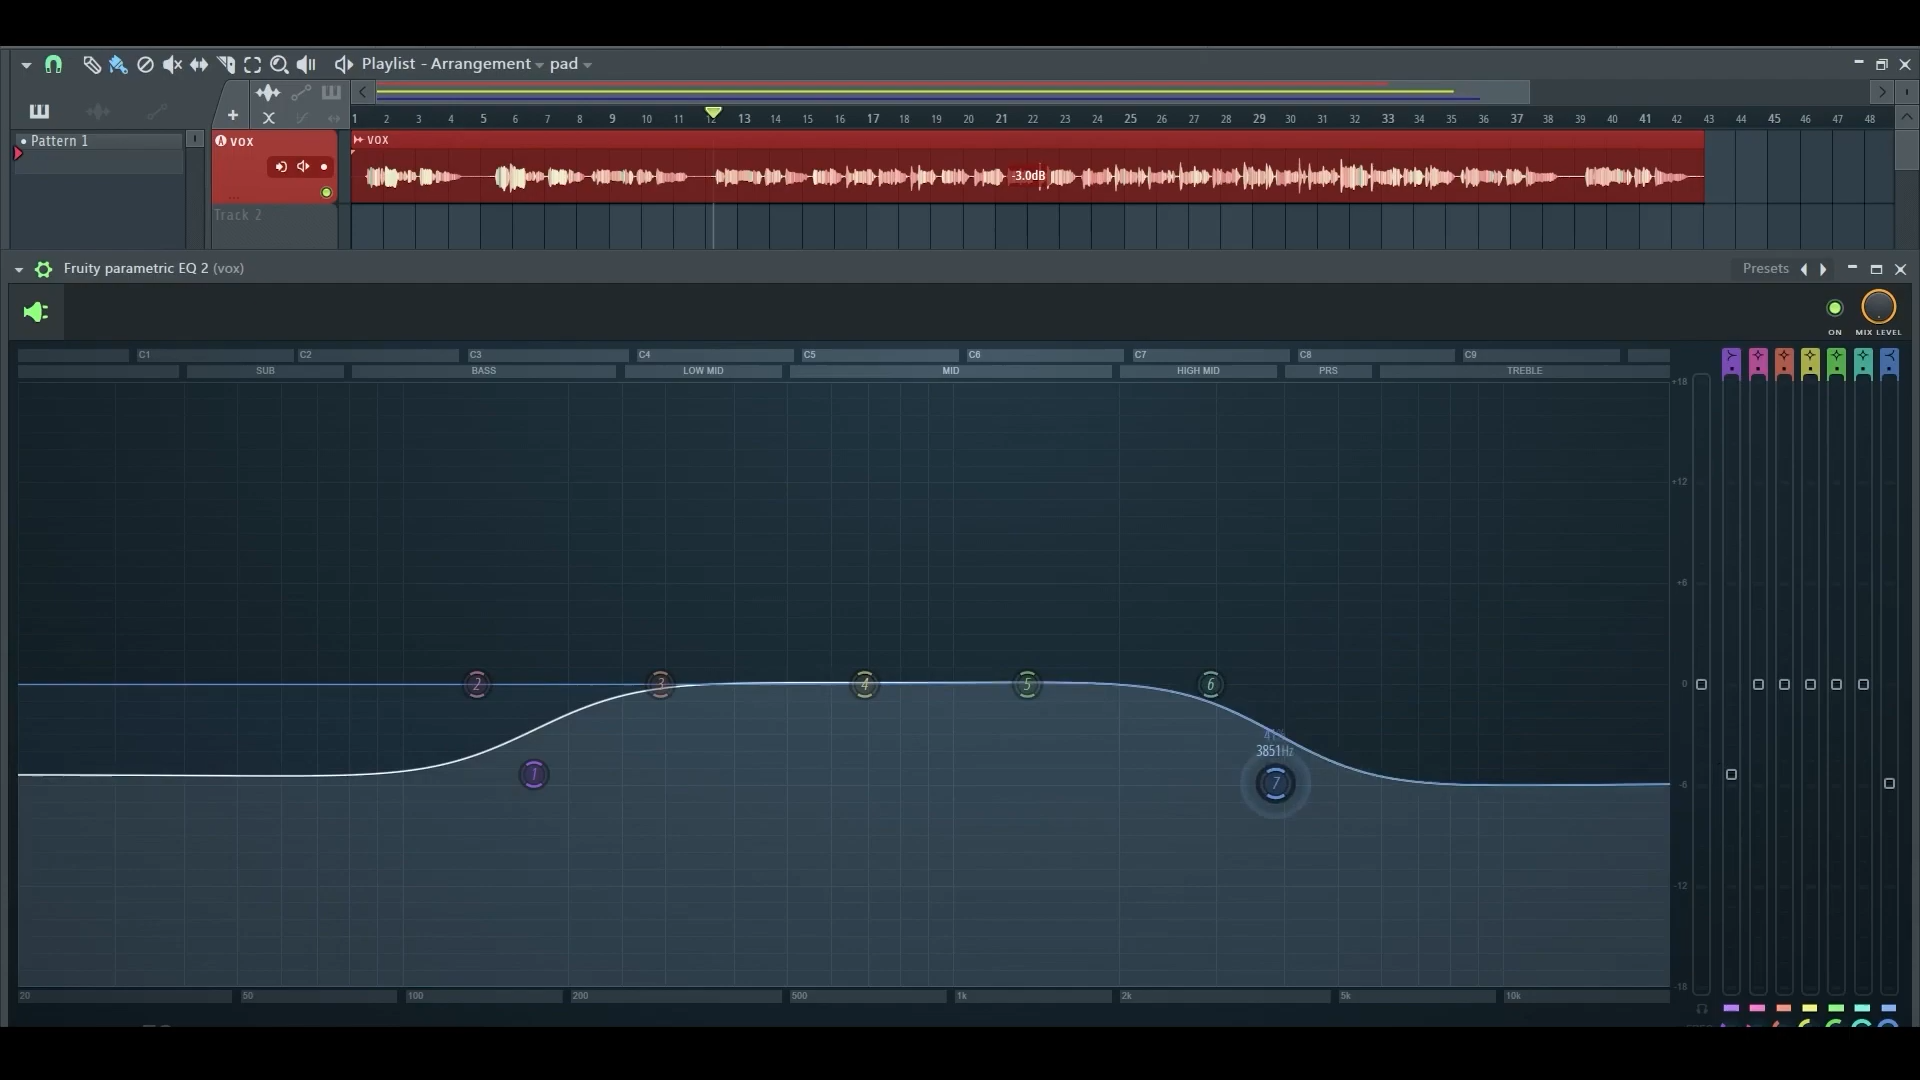 Playlist - Arrangement pad
1 2 3 4 5 6 7 8 9 10 11 12 13 14 15 16 17 18 19 20 21 22 23 24 25 26 27 28 29 30 31 32 33 34 35 36 37 38 39 40 41 42 43 44 45 46 47 48
Pattern 1
vox
vox
-3.0dB
Track 2
Fruity parametric EQ 2 (vox)
Presets
ON MIX LEVEL
C1 C2 C3 C4 C5 C6 C7 C8 C9
SUB BASS LOW MID MID HIGH MID PRS TREBLE
+18
+12
+6
2 3 4 5 6
0
41%
3851Hz
1
7
-6
-12
-18
20 50 100 200 500 1k 2k 5k 10k